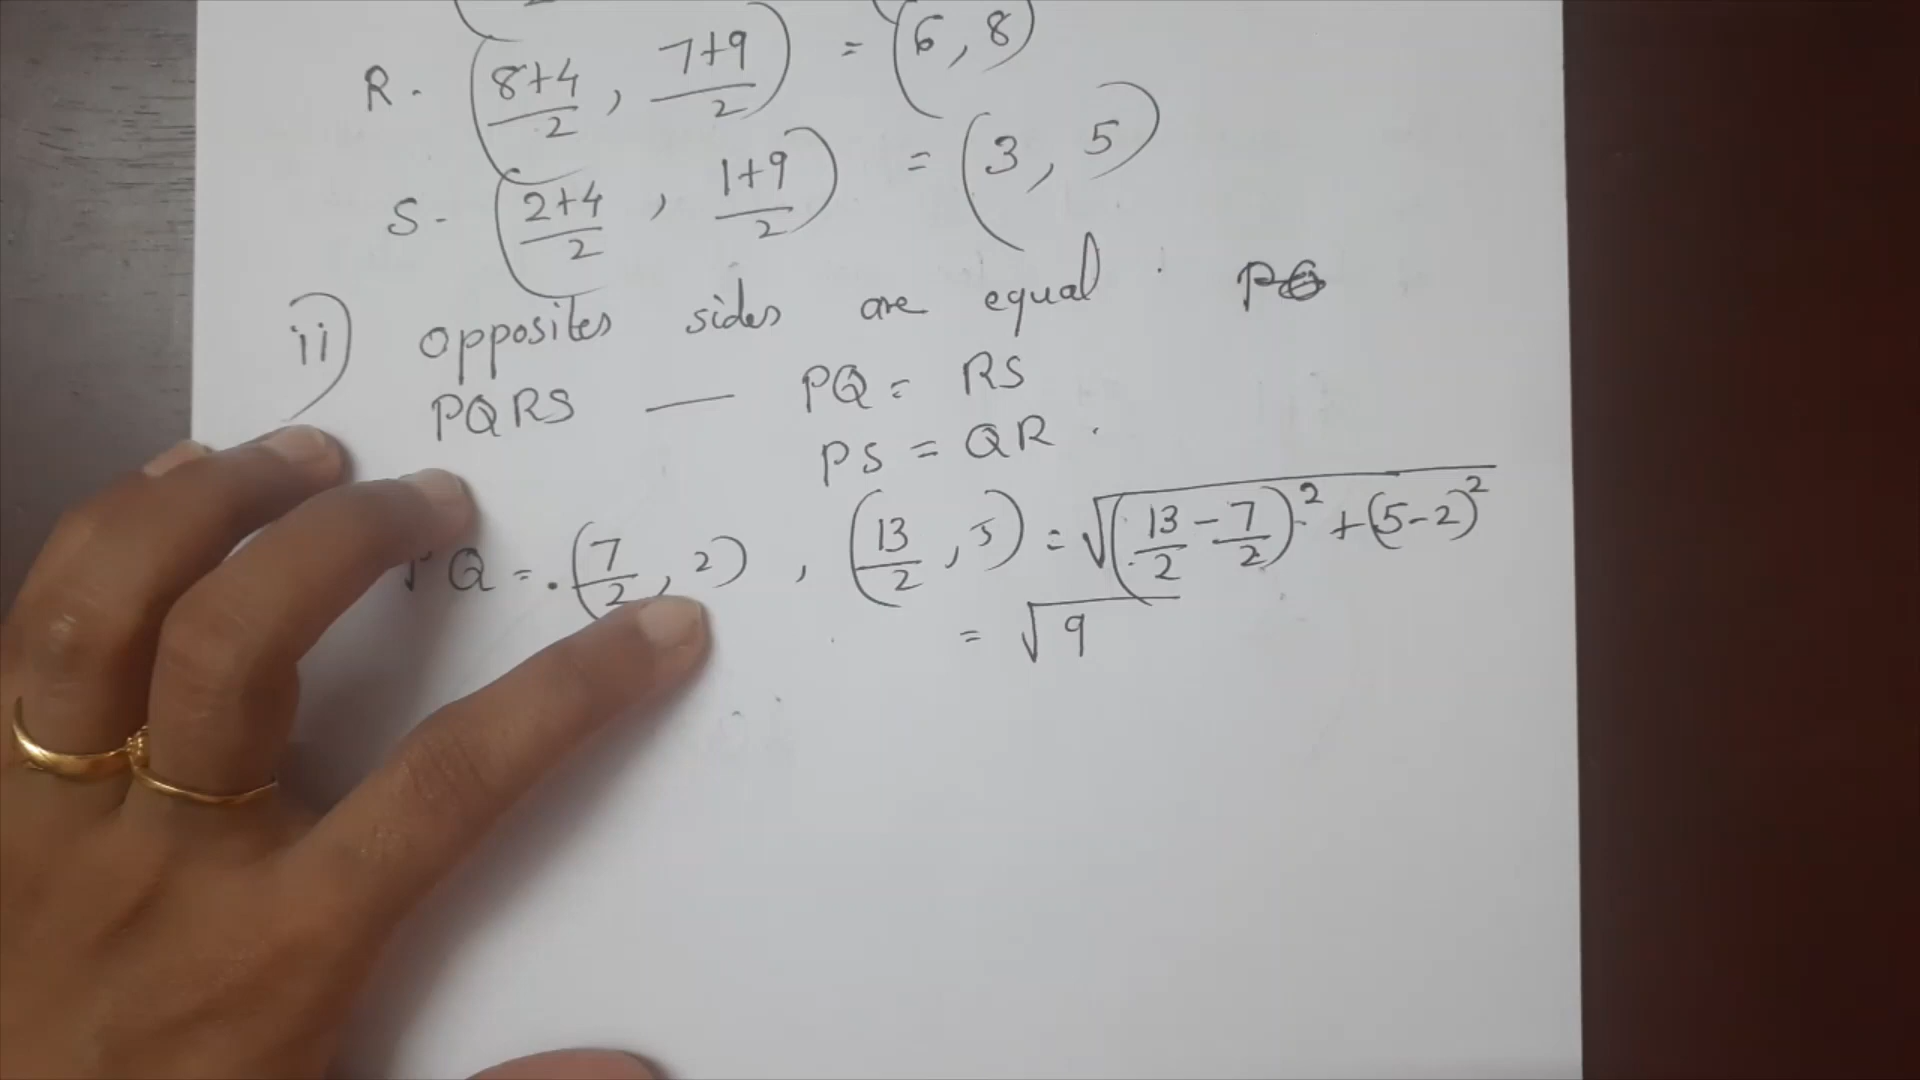 R. (8+4/2, 7+9/2) = (6, 8)
S- (2+4/2, 1+9/2) = (3, 5)
ii) opposites sides are equal.
PQRS — PQ = RS
PS = QR.
PQ = (7/2, 2), (13/2, 5) = √((13/2 - 7/2)² + (5-2)²)
= √9